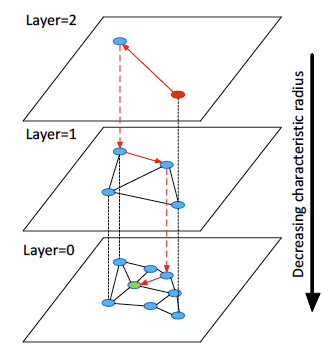 Layer=2
Layer=1
Layer=0
Decreasing characteristic radius